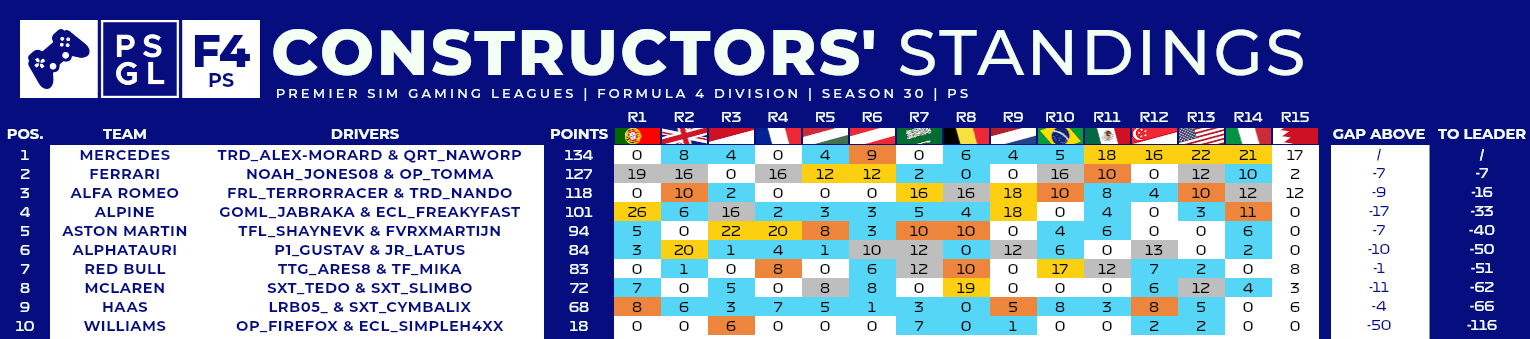 PS
GL
F4
PS
CONSTRUCTORS' STANDINGS
PREMIER SIM GAMING LEAGUES | FORMULA 4 DIVISION | SEASON 30 | PS
R1 R2 R3 R4 R5 R6 R7 R8 R9 R10 R11 R12 R13 R14 R15
POS. TEAM DRIVERS POINTS GAP ABOVE TO LEADER
1 MERCEDES TRD_ALEX-MORARD & QRT_NAWORP 134 0 8 4 0 4 9 0 6 4 5 18 16 22 21 17 / /
2 FERRARI NOAH_JONES08 & OP_TOMMA 127 19 16 0 16 12 12 2 0 0 16 10 0 12 10 2 -7 -7
3 ALFA ROMEO FRL_TERRORRACER & TRD_NANDO 118 0 10 2 0 0 0 16 16 18 10 8 4 10 12 12 -9 -16
4 ALPINE GOML_JABRAKA & ECL_FREAKYFAST 101 26 6 16 2 3 3 5 4 18 0 4 0 3 11 0 -17 -33
5 ASTON MARTIN TFL_SHAYNEVK & FVRXMARTIJN 94 5 0 22 20 8 3 10 10 0 4 6 0 0 6 0 -7 -40
6 ALPHATAURI P1_GUSTAV & JR_LATUS 84 3 20 1 4 1 10 12 0 12 6 0 13 0 2 0 -10 -50
7 RED BULL TTG_ARES8 & TF_MIKA 83 0 1 0 8 0 6 12 10 0 17 12 7 2 0 8 -1 -51
8 MCLAREN SXT_TEDO & SXT_SLIMBO 72 7 0 5 0 8 8 0 19 0 0 0 6 12 4 3 -11 -62
9 HAAS LRB05_ & SXT_CYMBALIX 68 8 6 3 7 5 1 3 0 5 8 3 8 5 0 6 -4 -66
10 WILLIAMS OP_FIREFOX & ECL_SIMPLEH4XX 18 0 0 6 0 0 0 7 0 1 0 0 2 2 0 0 -50 -116